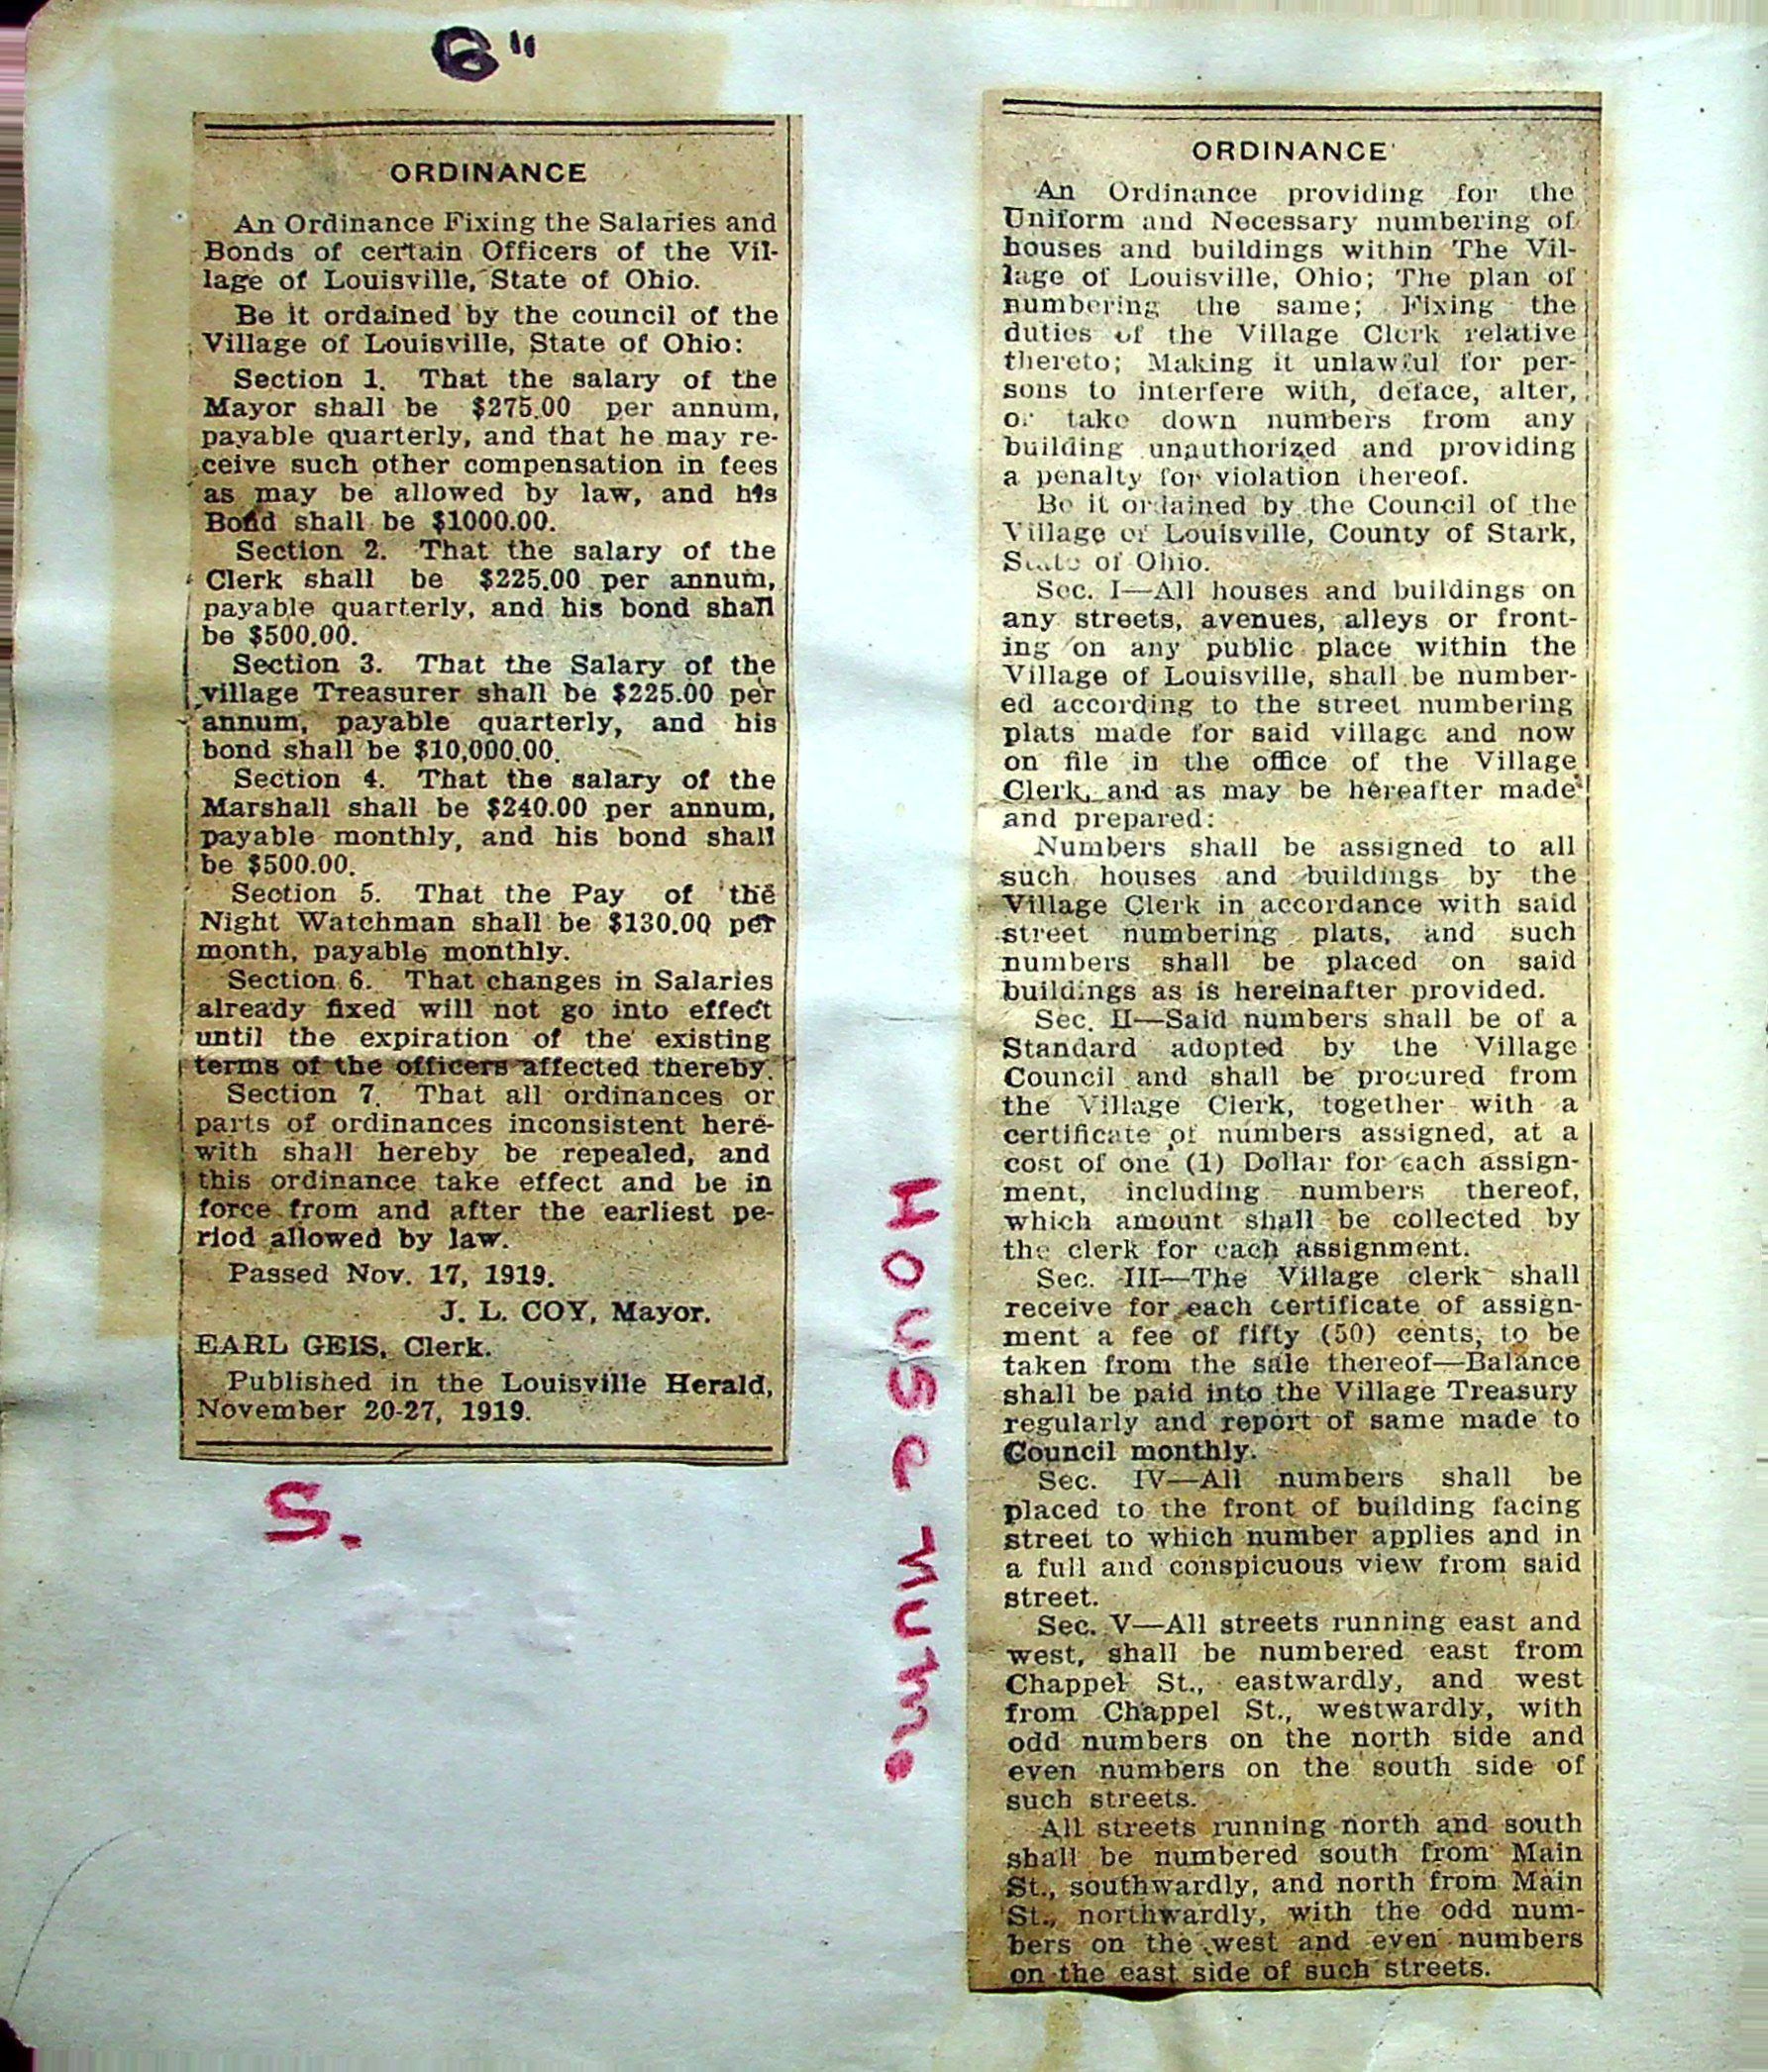 6"
ORDINANCE
An Ordinance Fixing the Salaries and
Bonds of certain Officers of the Vil-
lage of Louisville, State of Ohio.
Be it ordained by the council of the
Village of Louisville, State of Ohio:
Section 1. That the salary of the
Mayor shall be $275.00 per annum,
payable quarterly, and that he may re-
ceive such other compensation in fees
as may be allowed by law, and his
Bond shall be $1000.00.
Section 2. That the salary of the
Clerk shall be $225.00 per annum,
payable quarterly, and his bond shall
be $500.00.
Section 3. That the Salary of the
village Treasurer shall be $225.00 per
annum, payable quarterly, and his
bond shall be $10,000.00.
Section 4. That the salary of the
Marshall shall be $240.00 per annum,
payable monthly, and his bond shall
be $500.00.
Section 5. That the Pay of the
Night Watchman shall be $130.00 per
month, payable monthly.
Section 6. That changes in Salaries
already fixed will not go into effect
until the expiration of the existing
terms of the officers affected thereby.
Section 7. That all ordinances or
parts of ordinances inconsistent here-
with shall hereby be repealed, and
this ordinance take effect and be in
force from and after the earliest pe-
riod allowed by law.
Passed Nov. 17, 1919.
J. L. COY, Mayor.
EARL GEIS, Clerk.
Published in the Louisville Herald,
November 20-27, 1919.
S.
House num.
ORDINANCE
An Ordinance providing for the
Uniform and Necessary numbering of
houses and buildings within The Vil-
lage of Louisville, Ohio; The plan of
numbering the same; Fixing the
duties of the Village Clerk relative
thereto; Making it unlawful for per-
sons to interfere with, deface, alter,
or take down numbers from any
building unauthorized and providing
a penalty for violation thereof.
Be it ordained by the Council of the
Village of Louisville, County of Stark,
State of Ohio.
Sec. I—All houses and buildings on
any streets, avenues, alleys or front-
ing on any public place within the
Village of Louisville, shall be number-
ed according to the street numbering
plats made for said village and now
on file in the office of the Village
Clerk, and as may be hereafter made
and prepared:
Numbers shall be assigned to all
such houses and buildings by the
Village Clerk in accordance with said
street numbering plats, and such
numbers shall be placed on said
buildings as is hereinafter provided.
Sec. II—Said numbers shall be of a
Standard adopted by the Village
Council and shall be procured from
the Village Clerk, together with a
certificate of numbers assigned, at a
cost of one (1) Dollar for each assign-
ment, including numbers thereof,
which amount shall be collected by
the clerk for each assignment.
Sec. III—The Village clerk shall
receive for each certificate of assign-
ment a fee of fifty (50) cents, to be
taken from the sale thereof—Balance
shall be paid into the Village Treasury
regularly and report of same made to
Council monthly.
Sec. IV—All numbers shall be
placed to the front of building facing
street to which number applies and in
a full and conspicuous view from said
street.
Sec. V—All streets running east and
west, shall be numbered east from
Chappel St., eastwardly, and west
from Chappel St., westwardly, with
odd numbers on the north side and
even numbers on the south side of
such streets.
All streets running north and south
shall be numbered south from Main
St., southwardly, and north from Main
St., northwardly, with the odd num-
bers on the west and even numbers
on the east side of such streets.